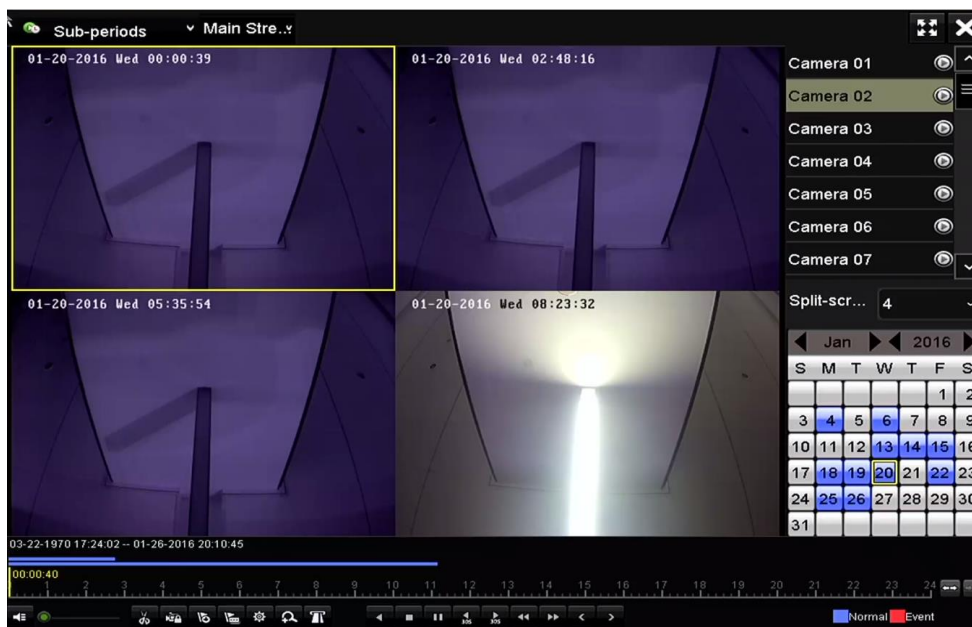 Sub-periods
Main Stre..
01-20-2016 Wed 00:00:39
01-20-2016 Wed 02:48:16
01-20-2016 Wed 05:35:54
01-20-2016 Wed 08:23:32
Camera 01
Camera 02
Camera 03
Camera 04
Camera 05
Camera 06
Camera 07
Split-scr... 4
Jan 2016
S M T W T F S
1 2
3 4 5 6 7 8 9
10 11 12 13 14 15 16
17 18 19 20 21 22 23
24 25 26 27 28 29 30
31
03-22-1970 17:24:02 -- 01-26-2016 20:10:45
00:00:40
1 2 3 4 5 6 7 8 9 10 11 12 13 14 15 16 17 18 19 20 21 22 23 24
30S 30S
Normal Event